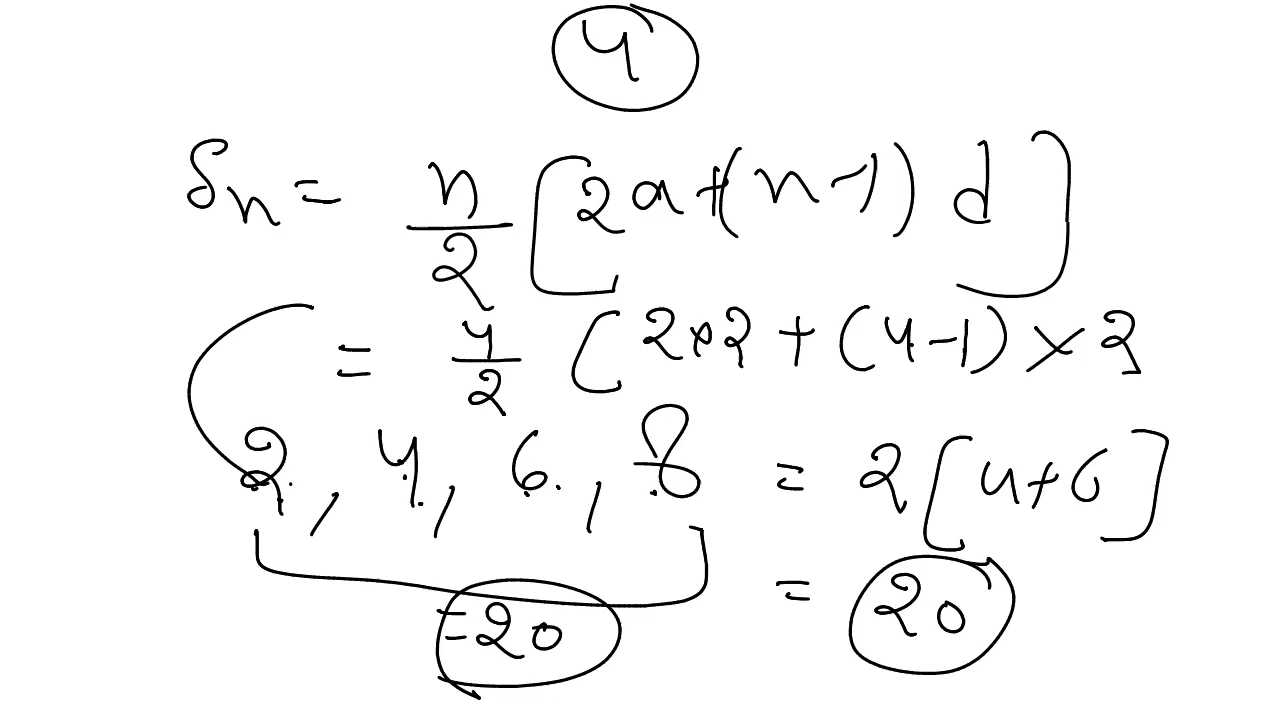 4
Sn = n/2 [2a+(n-1) d]
= 4/2 [2×2 + (4-1) × 2
2, 4, 6, 8 = 2 [4+6]
=20 = 20